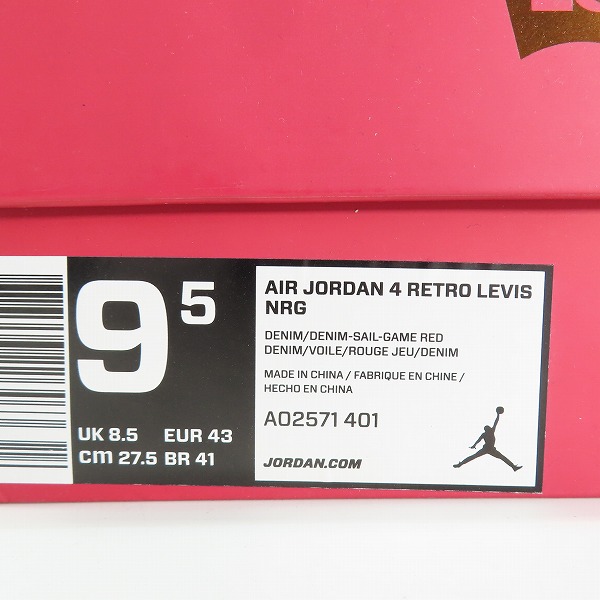 9 5
UK 8.5 EUR 43
cm 27.5 BR 41
AIR JORDAN 4 RETRO LEVIS
NRG
DENIM/DENIM-SAIL-GAME RED
DENIM/VOILE/ROUGE JEU/DENIM
MADE IN CHINA / FABRIQUE EN CHINE /
HECHO EN CHINA
AO2571 401
JORDAN.COM